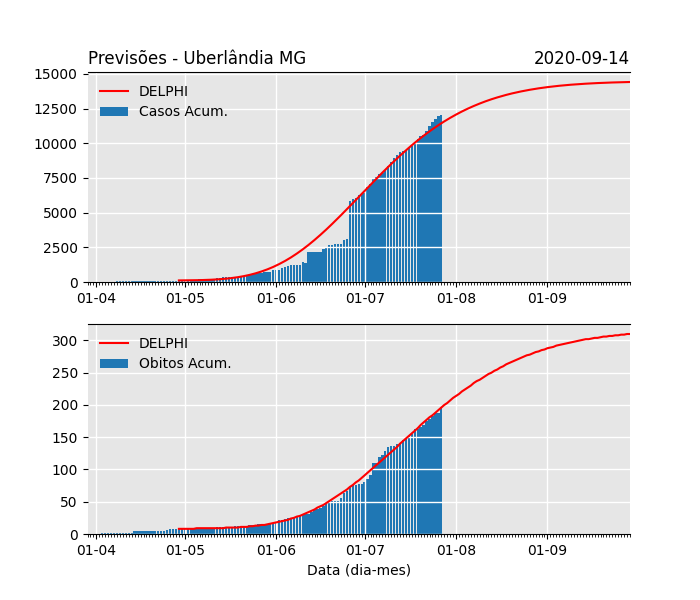 Previsões - Uberlândia MG 2020-09-14
15000
12500
10000
7500
5000
2500
0
DELPHI
Casos Acum.
01-04 01-05 01-06 01-07 01-08 01-09
300
250
200
150
100
50
0
DELPHI
Obitos Acum.
01-04 01-05 01-06 01-07 01-08 01-09
Data (dia-mes)